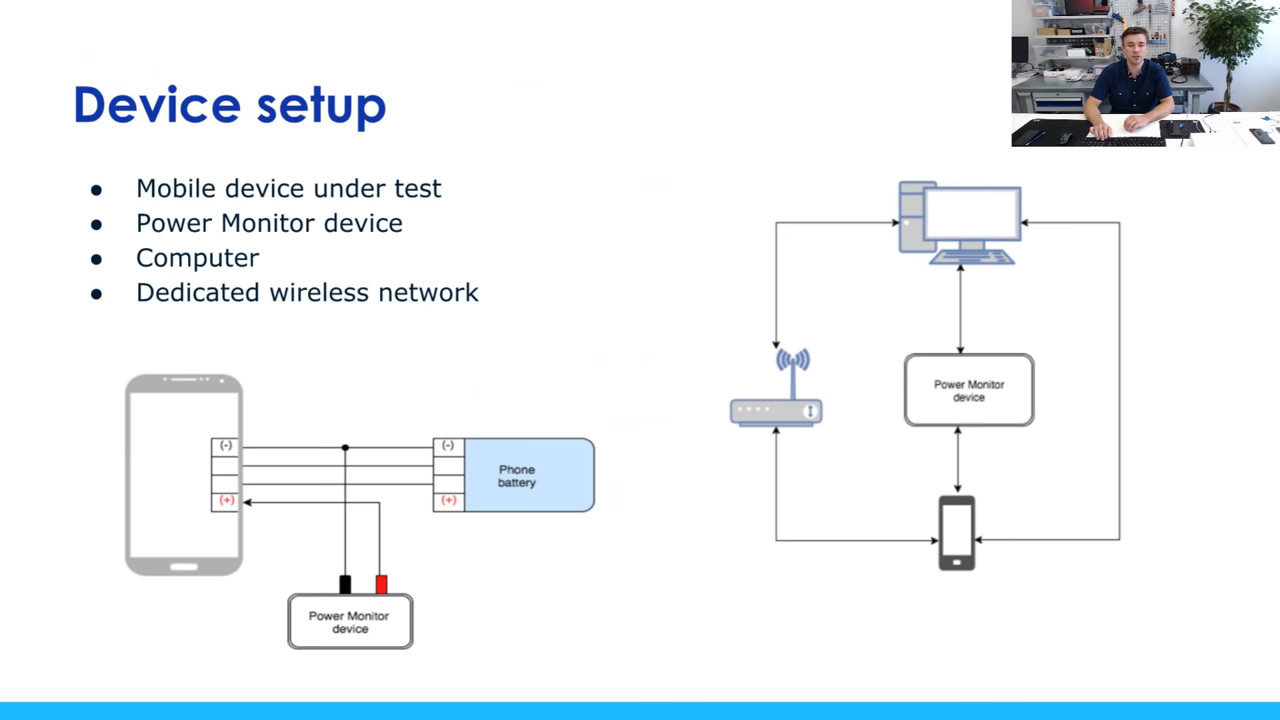 Device setup
● Mobile device under test
● Power Monitor device
● Computer
● Dedicated wireless network
Power Monitor
device
(-)
(+)
(-)
(+)
Phone
battery
Power Monitor
device